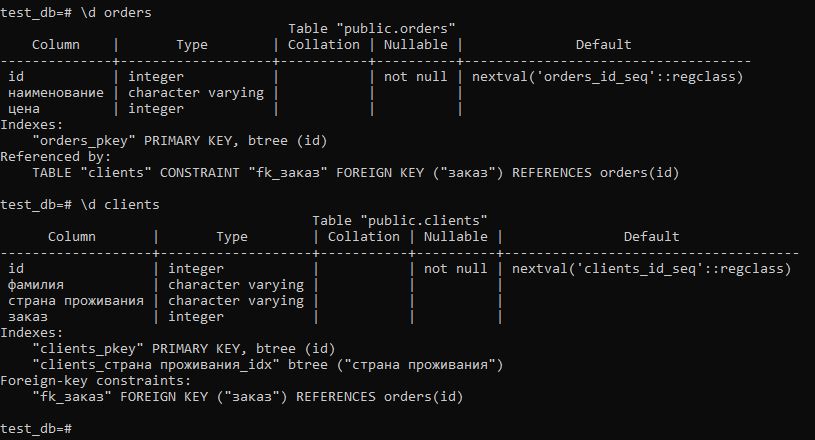 test_db=# \d orders
                                    Table "public.orders"
    Column    |       Type        | Collation | Nullable |              Default
--------------+-------------------+-----------+----------+------------------------------------
 id           | integer           |           | not null | nextval('orders_id_seq'::regclass)
 наименование | character varying |           |          |
 цена         | integer           |           |          |
Indexes:
    "orders_pkey" PRIMARY KEY, btree (id)
Referenced by:
    TABLE "clients" CONSTRAINT "fk_заказ" FOREIGN KEY ("заказ") REFERENCES orders(id)
test_db=# \d clients
                                       Table "public.clients"
      Column       |       Type        | Collation | Nullable |               Default
-------------------+-------------------+-----------+----------+-------------------------------------
 id                | integer           |           | not null | nextval('clients_id_seq'::regclass)
 фамилия           | character varying |           |          |
 страна проживания | character varying |           |          |
 заказ             | integer           |           |          |
Indexes:
    "clients_pkey" PRIMARY KEY, btree (id)
    "clients_страна проживания_idx" btree ("страна проживания")
Foreign-key constraints:
    "fk_заказ" FOREIGN KEY ("заказ") REFERENCES orders(id)
test_db=#